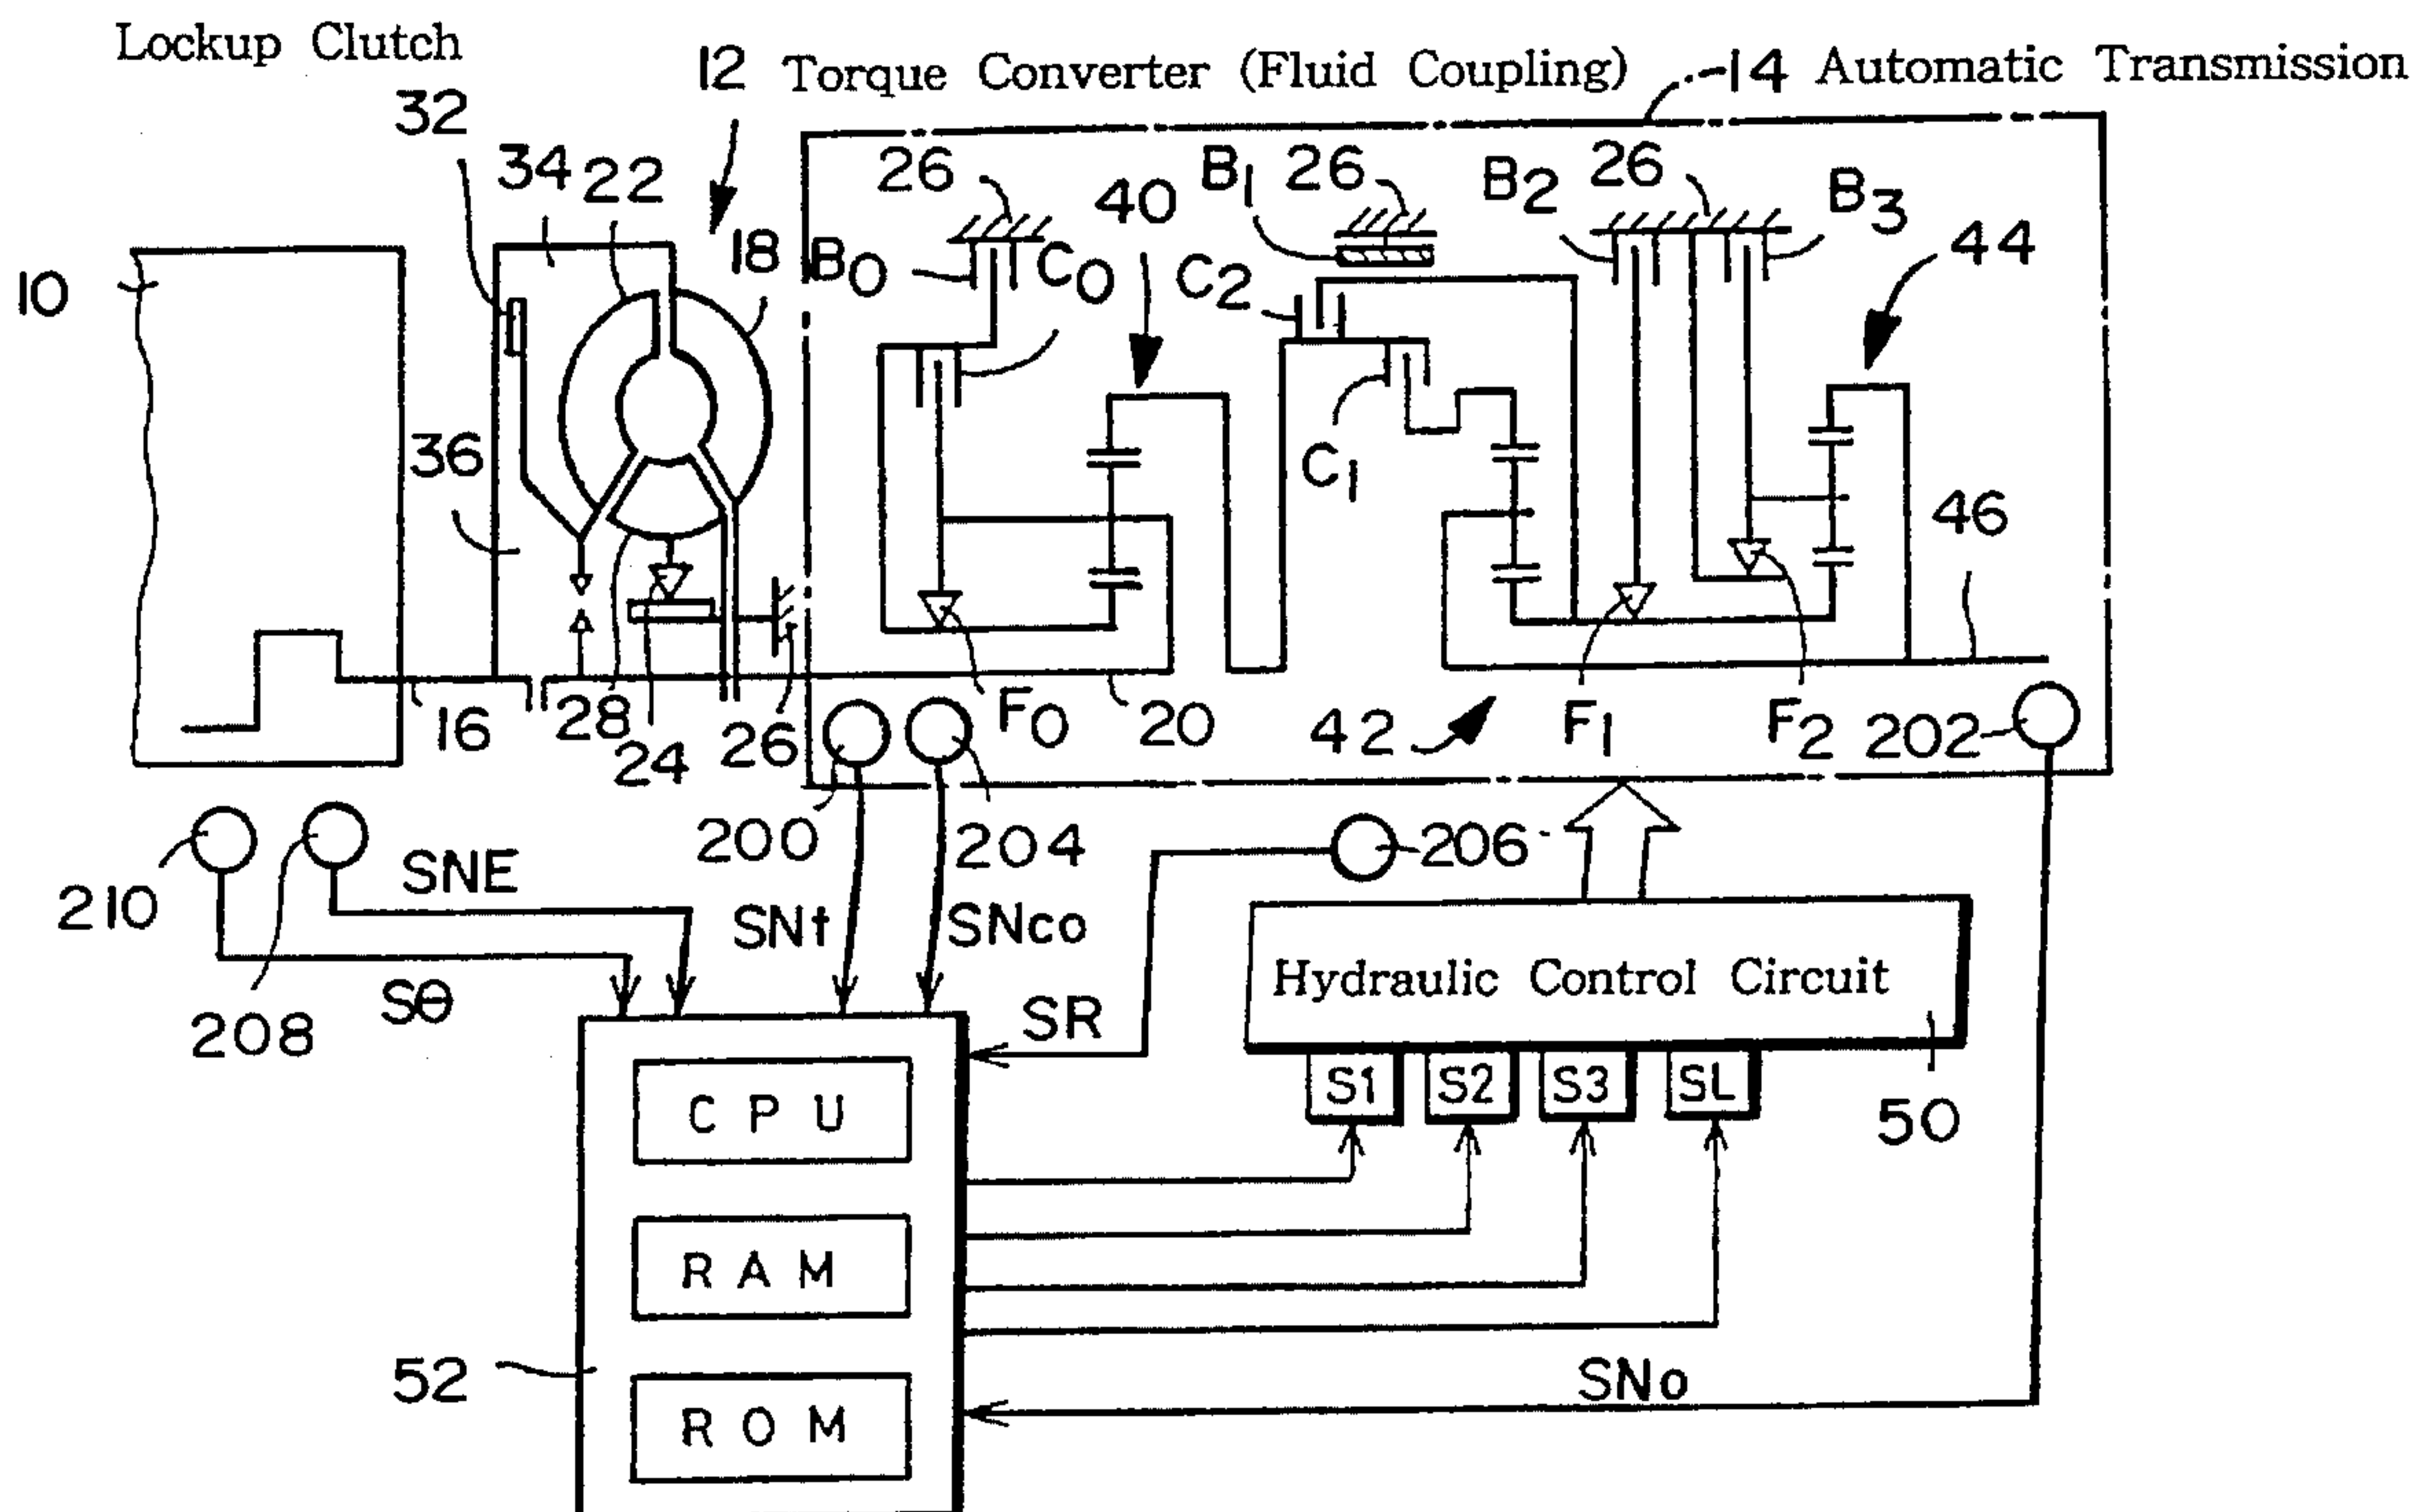 Lockup Clutch
12 Torque Converter (Fluid Coupling) 14 Automatic Transmission
32
34 22
18
10
36
26
B0
C0
40
B1 26
C2
C1
B2 26 B3
44
46
16
28
24
26
F0
20
42
F1
F2 202
200
204
206
210
208
SNE
Sθ
SNt
SNco
SR
Hydraulic Control Circuit
S1 S2 S3 SL
50
CPU
RAM
ROM
52
SNo